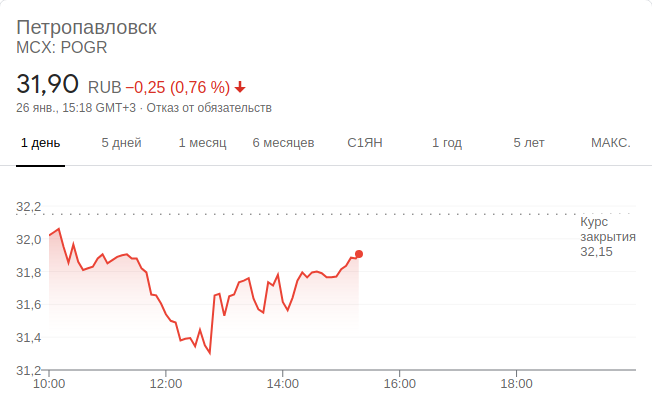 Петропавловск
MCX: POGR
31,90 RUB −0,25 (0,76 %)
26 янв., 15:18 GMT+3 · Отказ от обязательств
1 день 5 дней 1 месяц 6 месяцев С1ЯН 1 год 5 лет МАКС.
32,2
Курс
закрытия
32,15
32,0
31,8
31,6
31,4
31,2
10:00 12:00 14:00 16:00 18:00